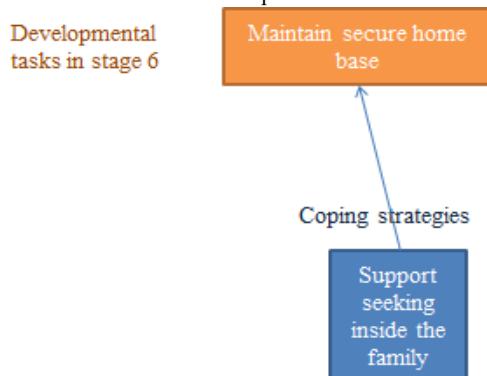 Developmental
tasks in stage 6
Maintain secure home
base
Coping strategies
Support
seeking
inside the
family